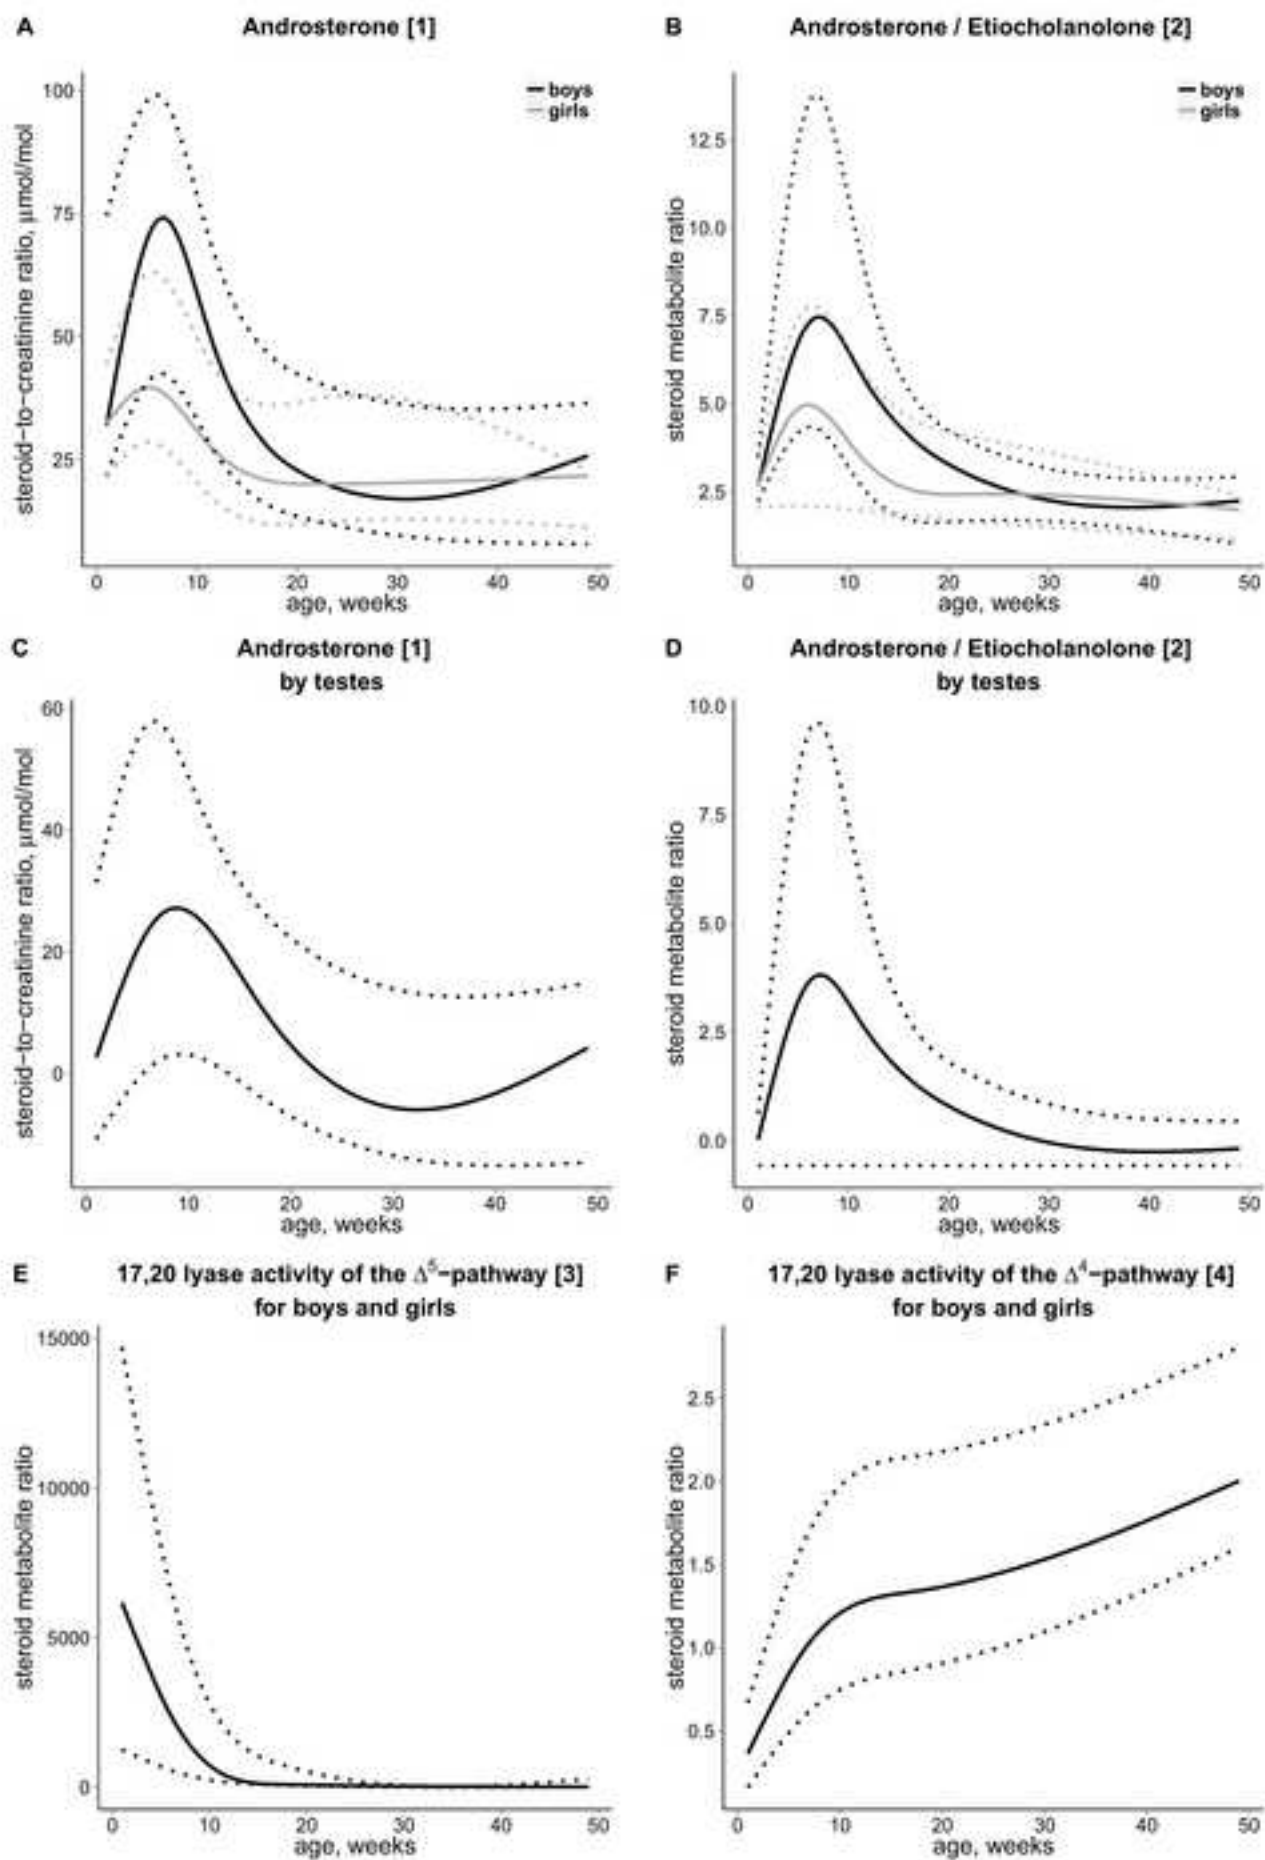 A
Androsterone [1]
steroid−to−creatinine ratio, μmol/mol
100
75
50
25
boys
girls
0 10 20 30 40 50
age, weeks
B
Androsterone / Etiocholanolone [2]
steroid metabolite ratio
12.5
10.0
7.5
5.0
2.5
boys
girls
0 10 20 30 40 50
age, weeks
C
Androsterone [1]
by testes
steroid−to−creatinine ratio, μmol/mol
60
40
20
0
0 10 20 30 40 50
age, weeks
D
Androsterone / Etiocholanolone [2]
by testes
steroid metabolite ratio
10.0
7.5
5.0
2.5
0.0
0 10 20 30 40 50
age, weeks
E
17,20 lyase activity of the Δ⁵−pathway [3]
for boys and girls
steroid metabolite ratio
15000
10000
5000
0
0 10 20 30 40 50
age, weeks
F
17,20 lyase activity of the Δ⁴−pathway [4]
for boys and girls
steroid metabolite ratio
2.5
2.0
1.5
1.0
0.5
0 10 20 30 40 50
age, weeks